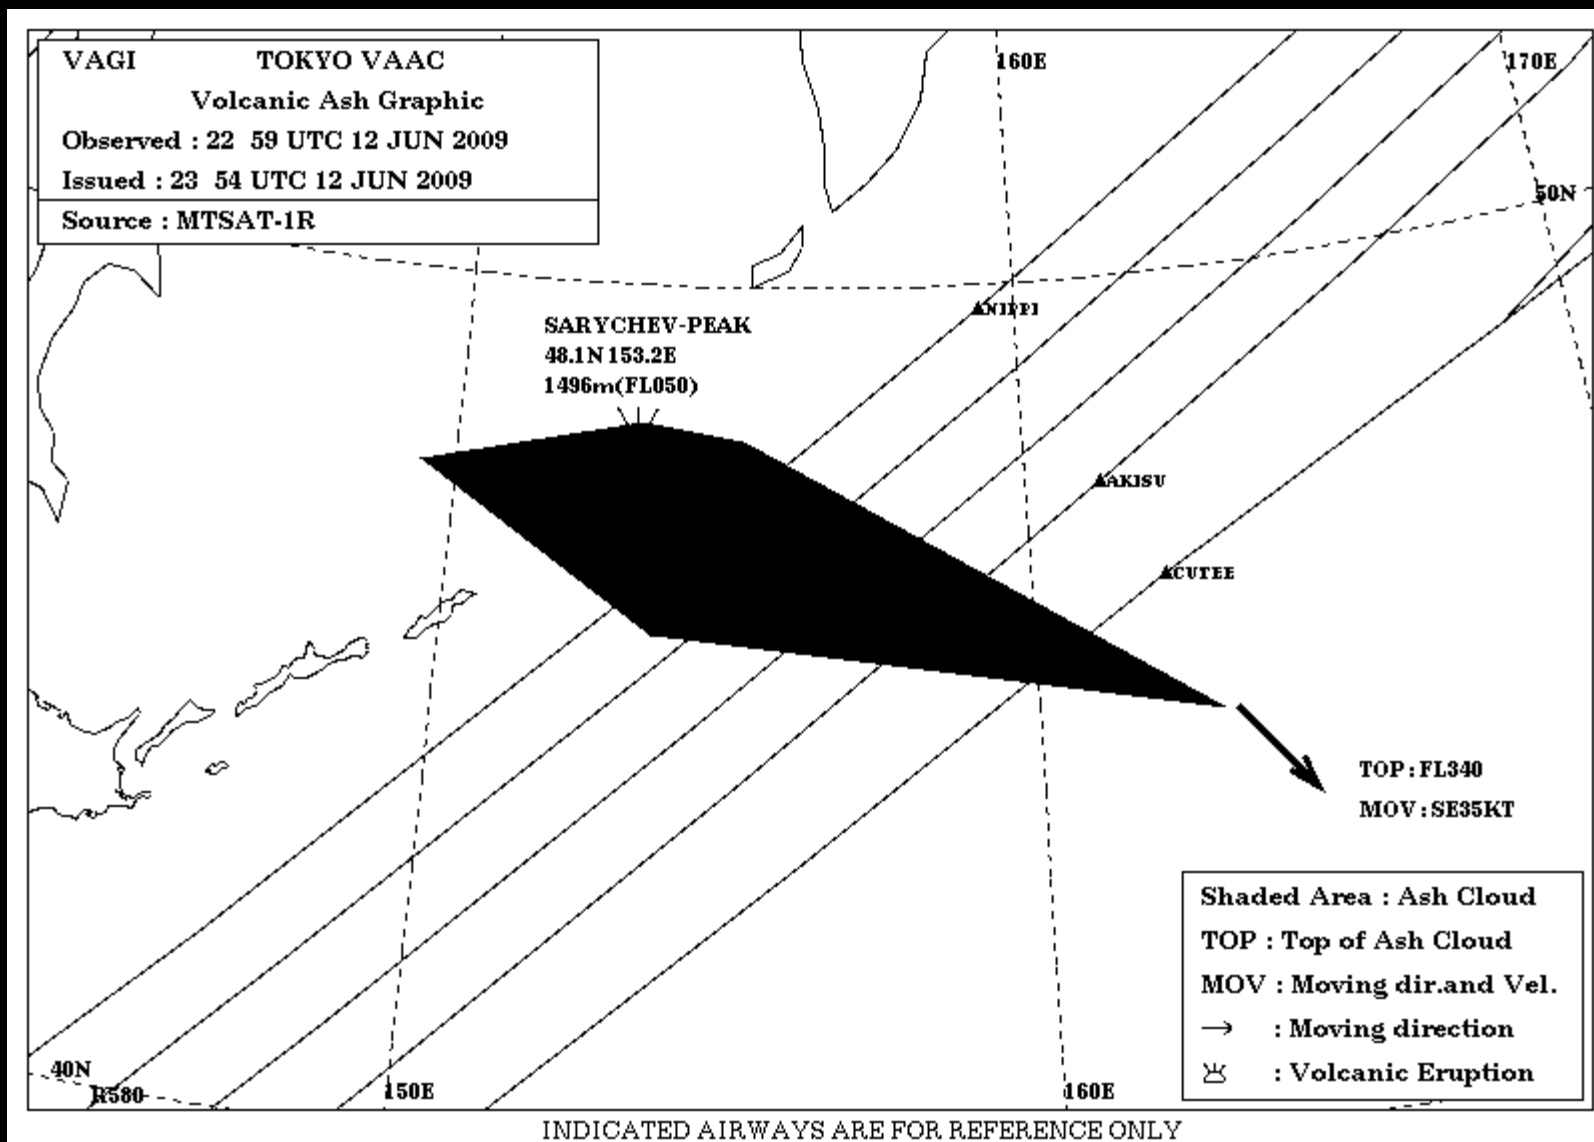 VAGI TOKYO VAAC
Volcanic Ash Graphic
Observed : 22 59 UTC 12 JUN 2009
Issued : 23 54 UTC 12 JUN 2009
Source : MTSAT-1R
160E
170E
50N
NIPPI
SARYCHEV-PEAK
48.1N 153.2E
1496m(FL050)
AKISU
CUTEE
TOP : FL340
MOV : SE35KT
Shaded Area : Ash Cloud
TOP : Top of Ash Cloud
MOV : Moving dir.and Vel.
→ : Moving direction
: Volcanic Eruption
40N
R580
150E
160E
INDICATED AIRWAYS ARE FOR REFERENCE ONLY